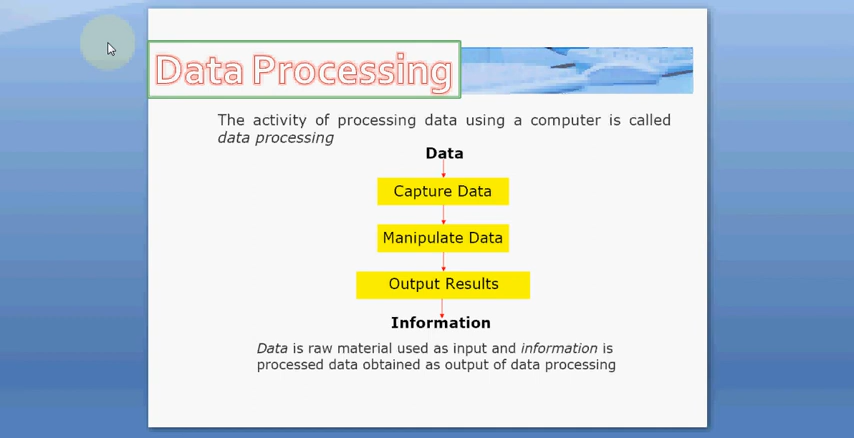 Data Processing
The activity of processing data using a computer is called
data processing
Data
Capture Data
Manipulate Data
Output Results
Information
Data is raw material used as input and information is
processed data obtained as output of data processing